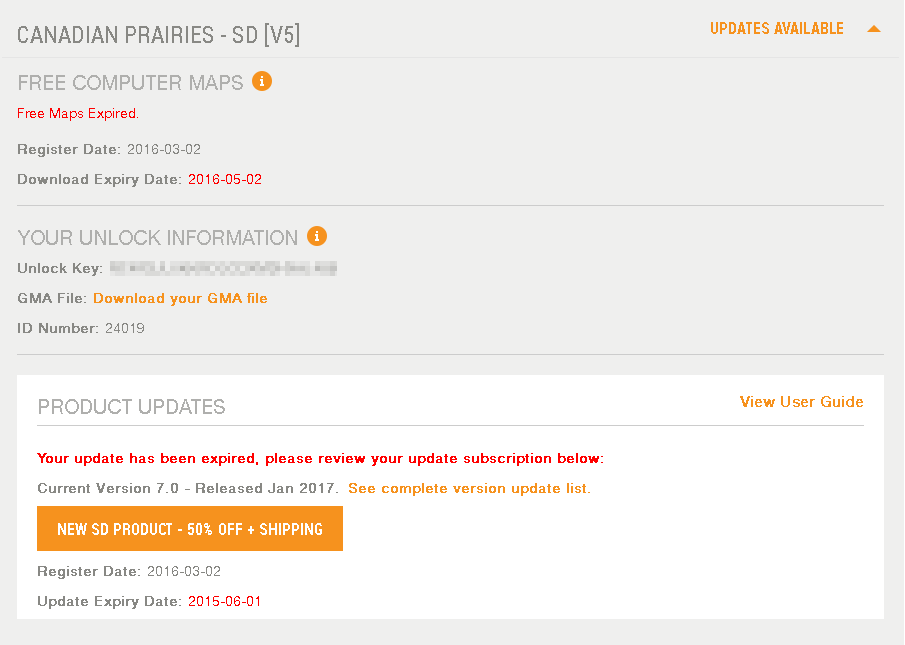 CANADIAN PRAIRIES - SD [V5]
UPDATES AVAILABLE
FREE COMPUTER MAPS
Free Maps Expired.
Register Date: 2016-03-02
Download Expiry Date: 2016-05-02
YOUR UNLOCK INFORMATION
Unlock Key:
GMA File: Download your GMA file
ID Number: 24019
PRODUCT UPDATES
View User Guide
Your update has been expired, please review your update subscription below:
Current Version 7.0 - Released Jan 2017. See complete version update list.
NEW SD PRODUCT - 50% OFF + SHIPPING
Register Date: 2016-03-02
Update Expiry Date: 2015-06-01